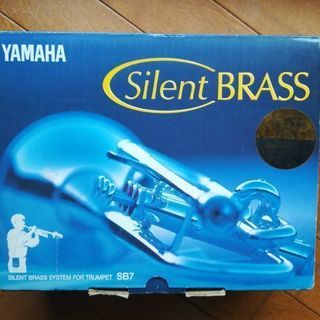 YAMAHA
Silent BRASS
SILENT BRASS SYSTEM FOR TRUMPET SB7